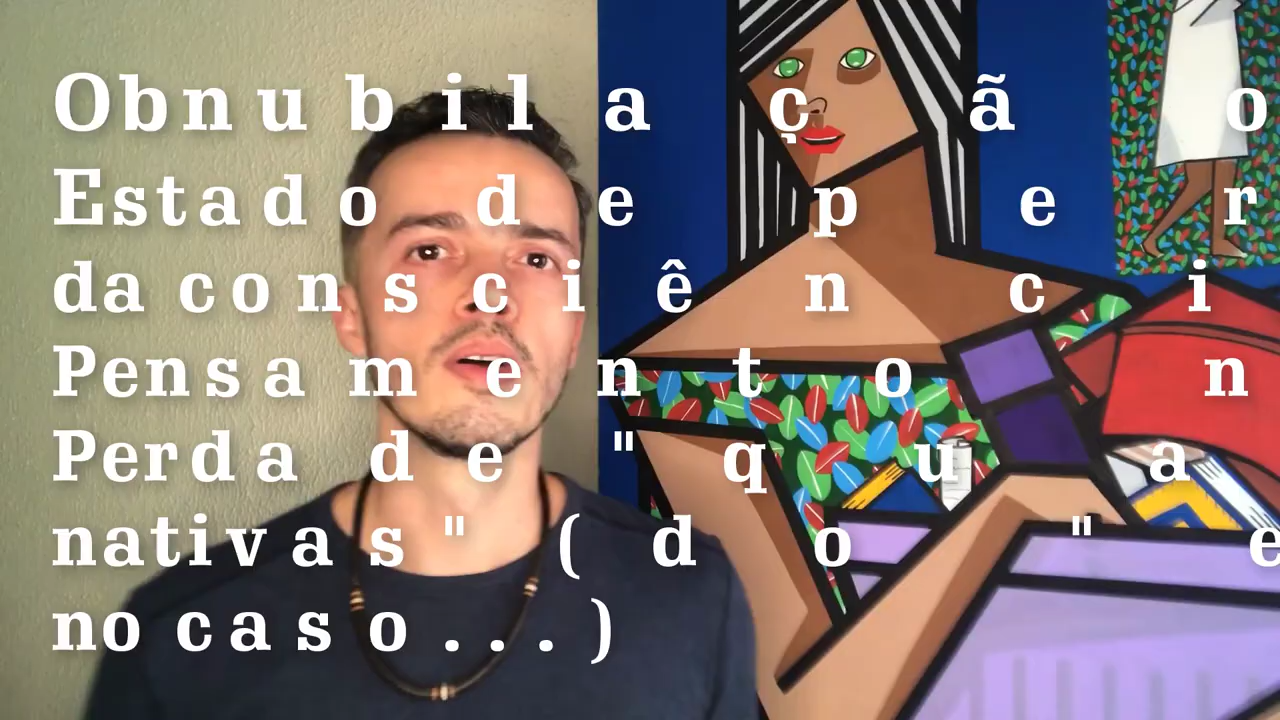 Obnubilação
Estado de per
da consciênci
Pensamento n
Perda de "qua
nativas" (do "e
no caso...)